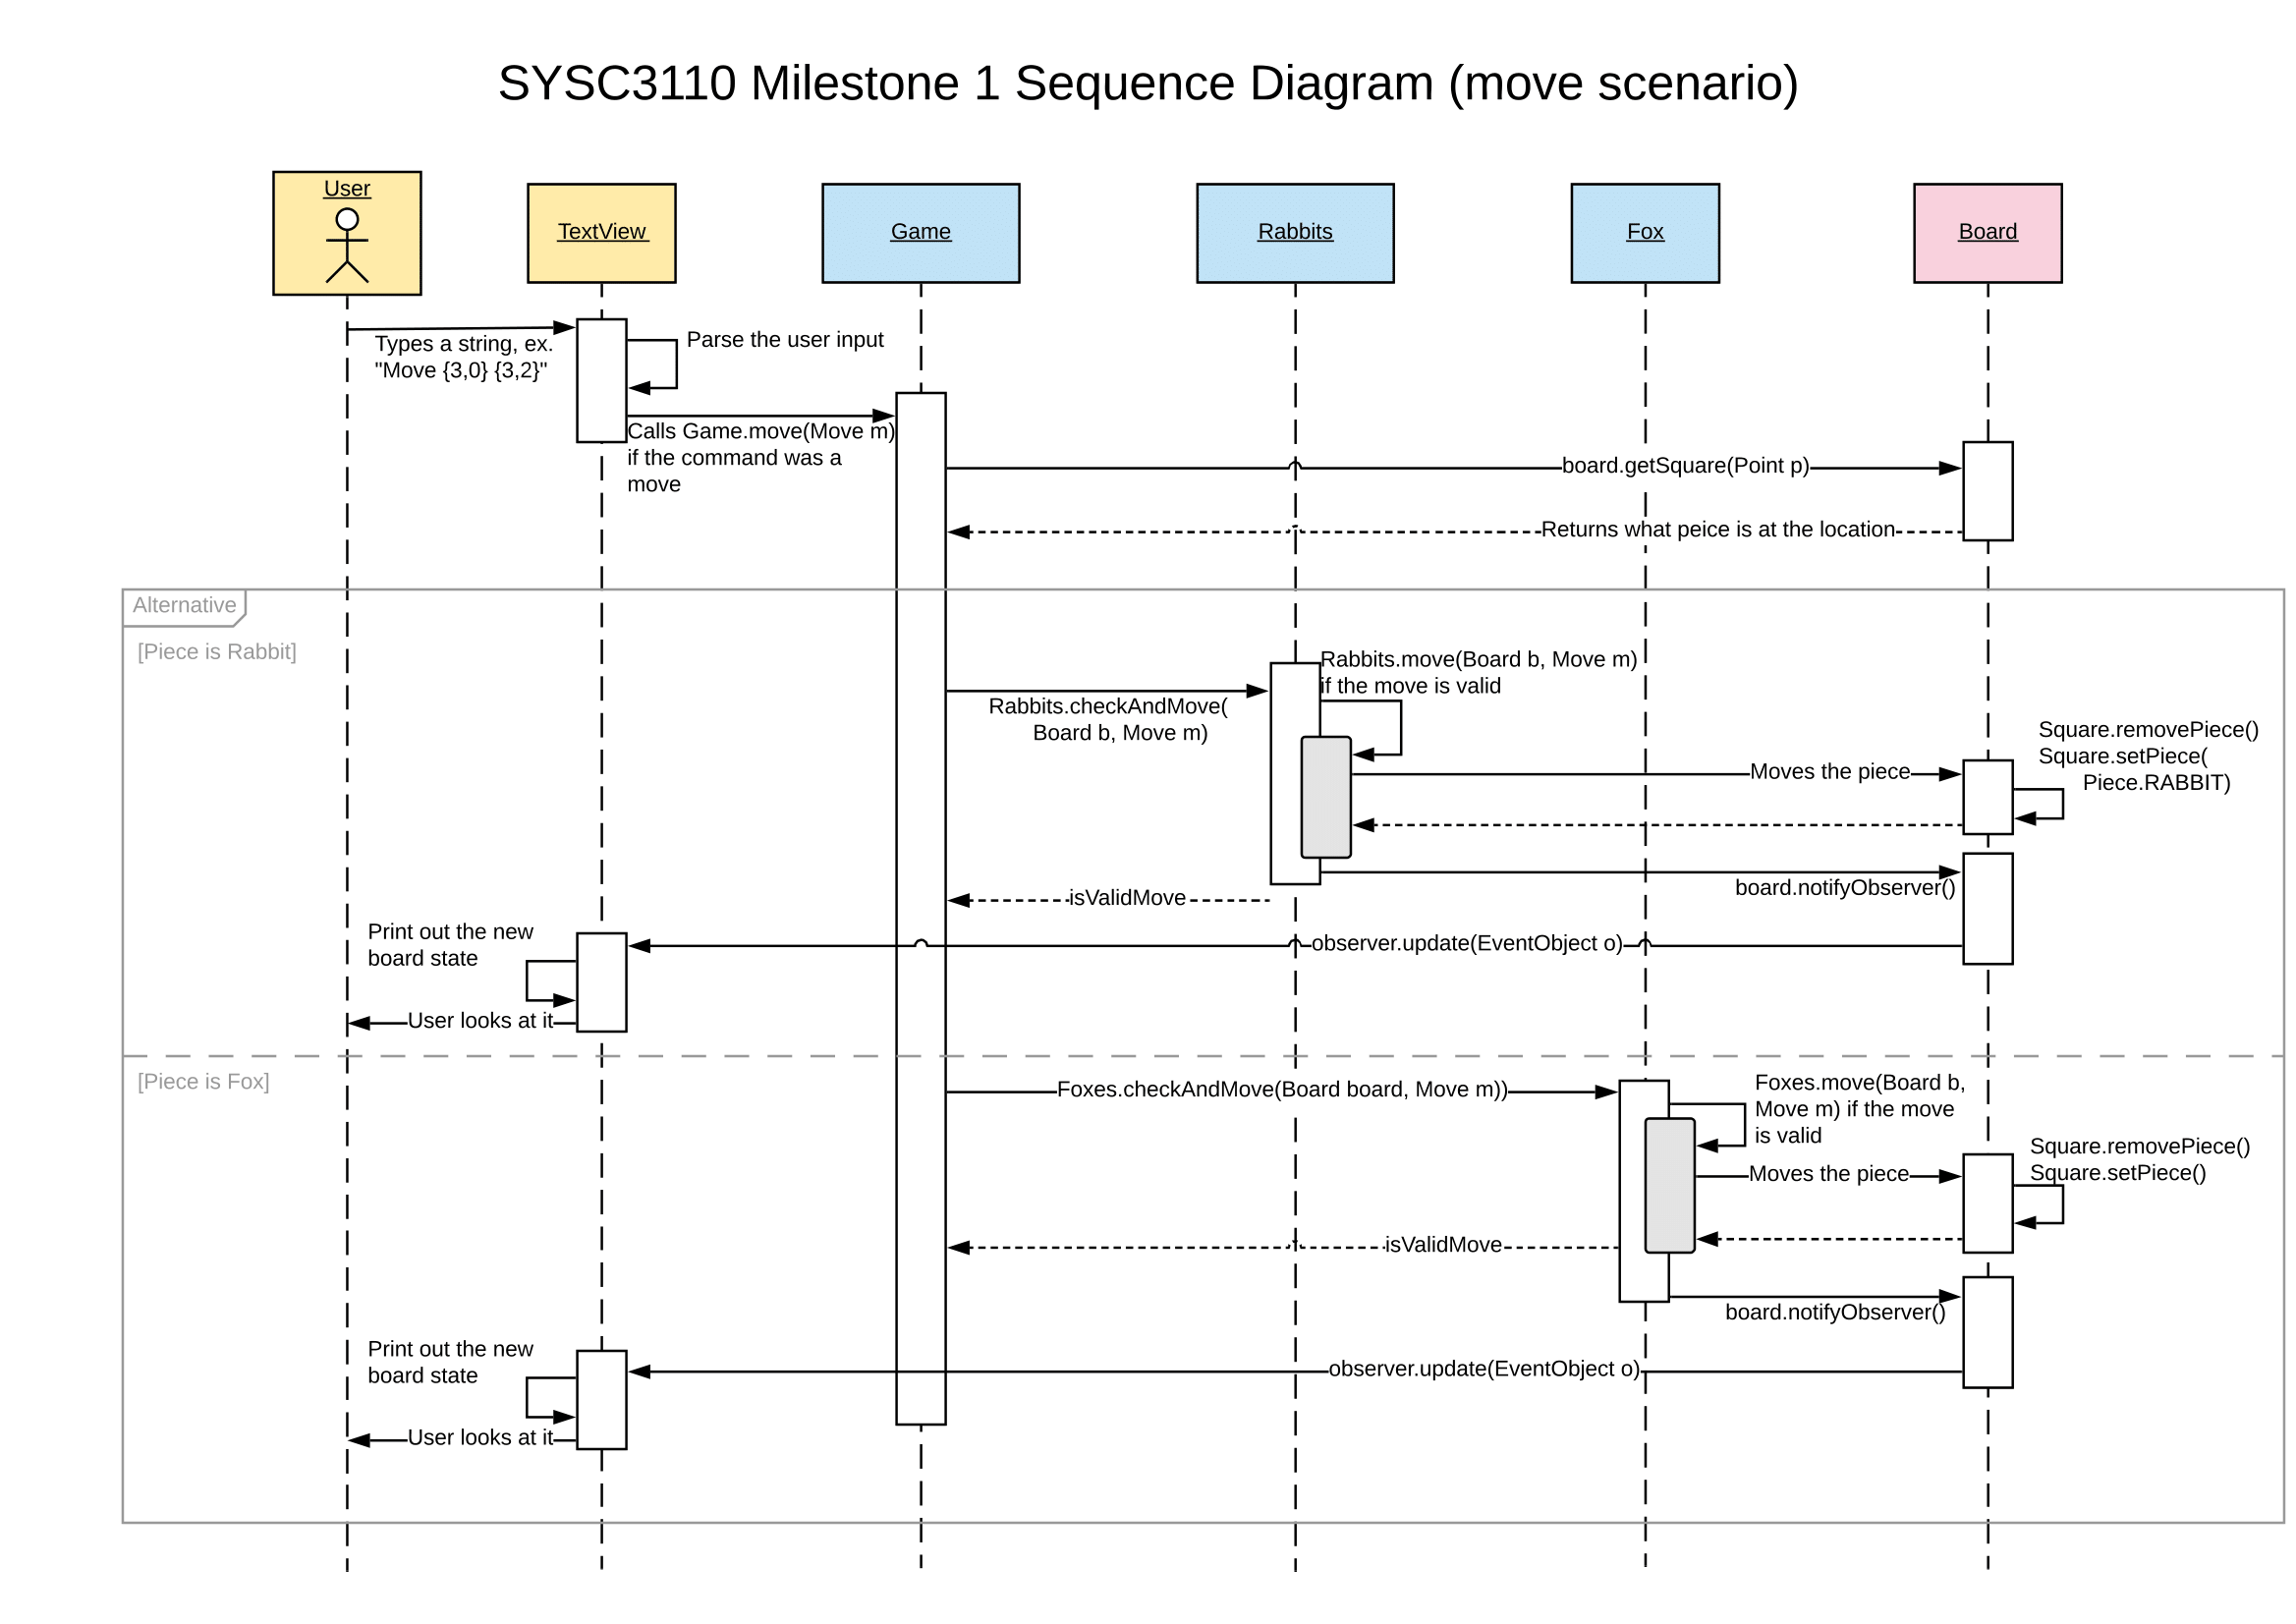 SYSC3110 Milestone 1 Sequence Diagram (move scenario)
User
TextView
Game
Rabbits
Fox
Board
Types a string, ex.
"Move {3,0} {3,2}"
Parse the user input
Calls Game.move(Move m)
if the command was a
move
board.getSquare(Point p)
Returns what peice is at the location
Alternative
[Piece is Rabbit]
Rabbits.move(Board b, Move m)
if the move is valid
Rabbits.checkAndMove(
Board b, Move m)
Square.removePiece()
Square.setPiece(
Piece.RABBIT)
Moves the piece
board.notifyObserver()
isValidMove
Print out the new
board state
observer.update(EventObject o)
User looks at it
[Piece is Fox]
Foxes.checkAndMove(Board board, Move m))
Foxes.move(Board b,
Move m) if the move
is valid
Square.removePiece()
Square.setPiece()
Moves the piece
isValidMove
board.notifyObserver()
Print out the new
board state
observer.update(EventObject o)
User looks at it